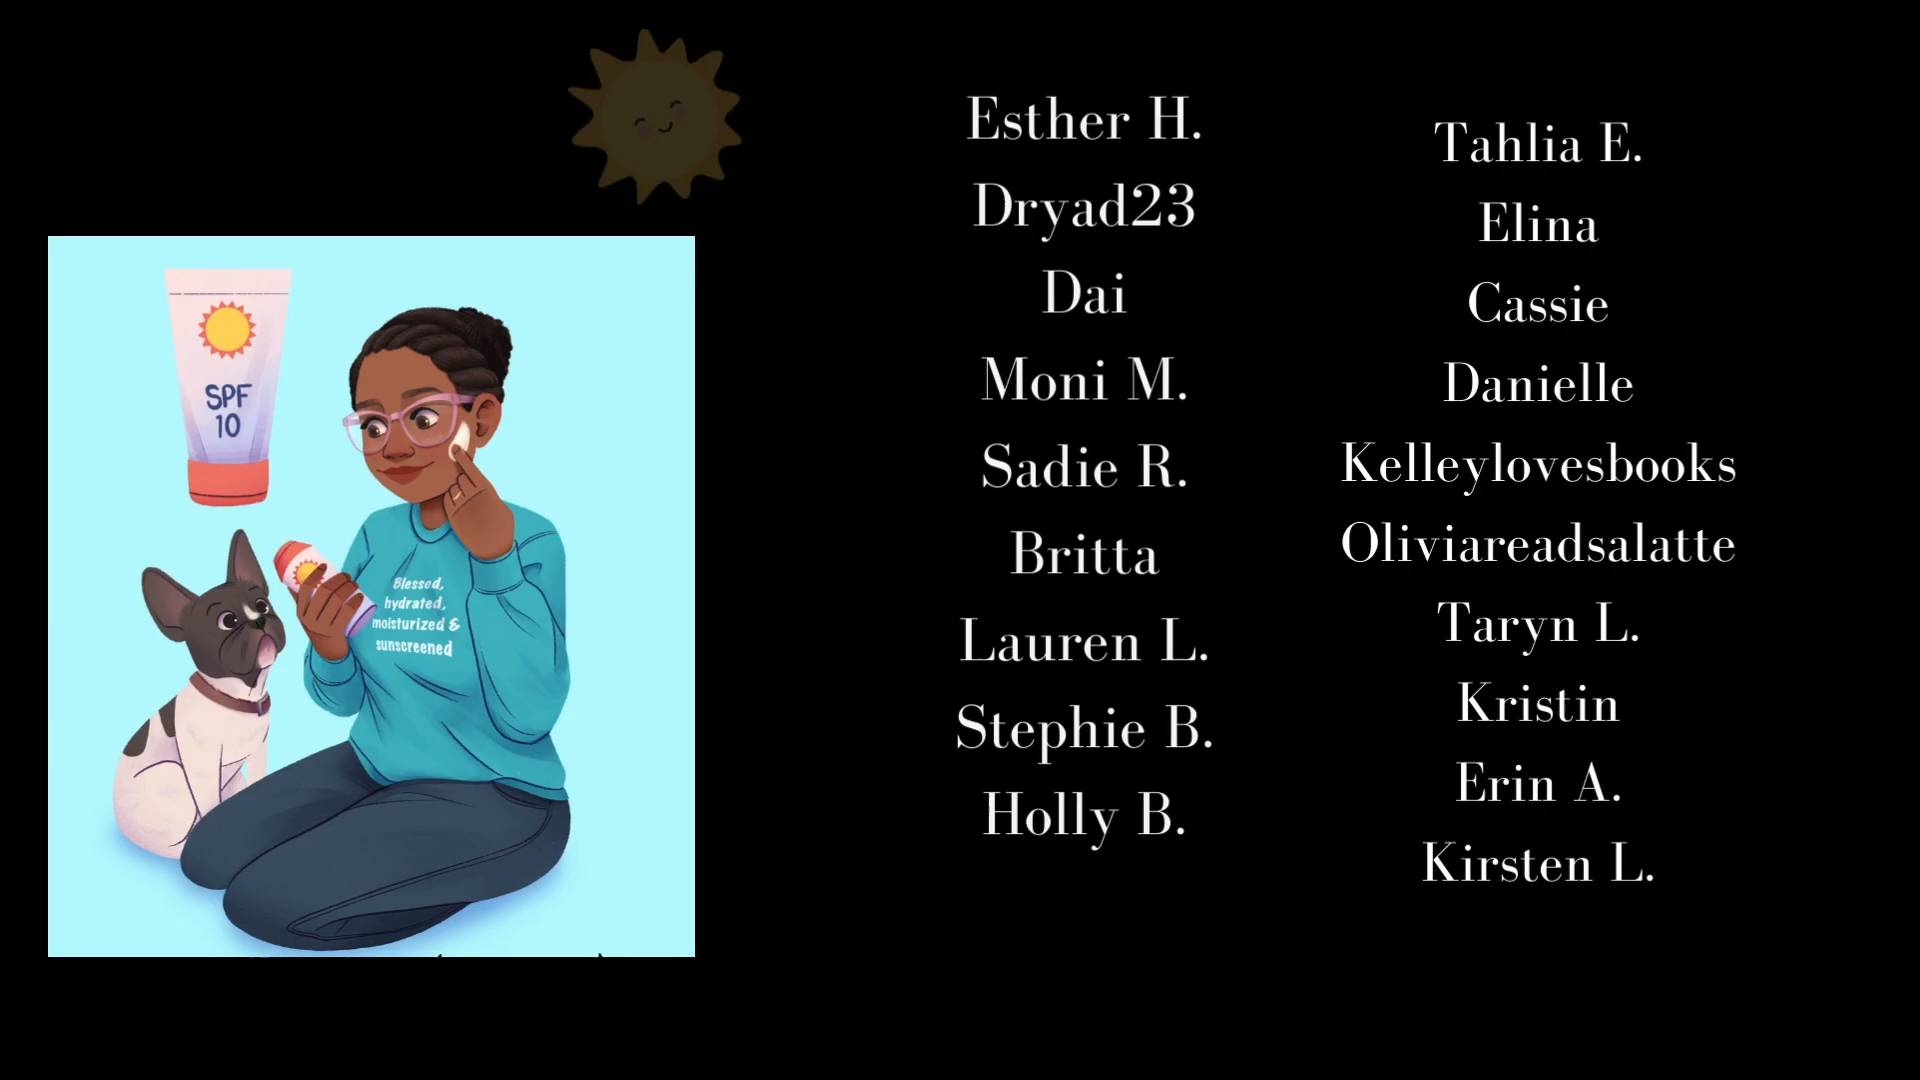 SPF
10
Blessed,
hydrated,
moisturized &
sunscreened
Esther H.
Dryad23
Dai
Moni M.
Sadie R.
Britta
Lauren L.
Stephie B.
Holly B.
Tahlia E.
Elina
Cassie
Danielle
Kelleylovesbooks
Oliviareadsalatte
Taryn L.
Kristin
Erin A.
Kirsten L.